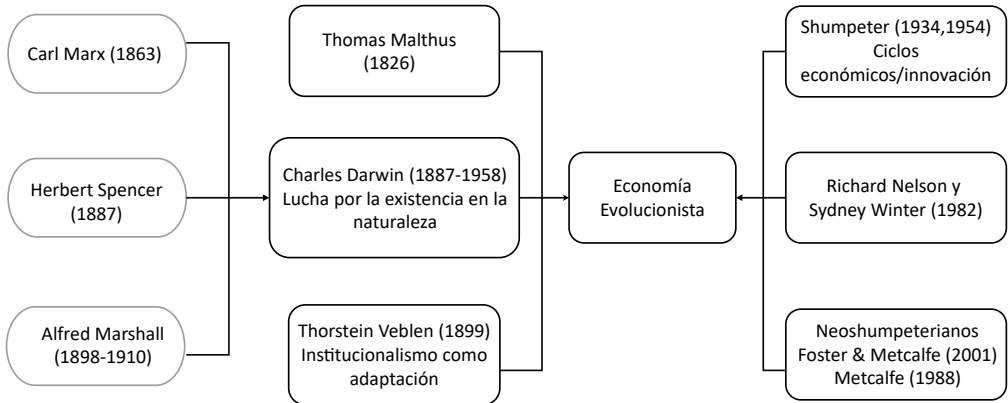 Carl Marx (1863)
Herbert Spencer
(1887)
Alfred Marshall
(1898-1910)
Thomas Malthus
(1826)
Charles Darwin (1887-1958)
Lucha por la existencia en la
naturaleza
Thorstein Veblen (1899)
Institucionalismo como
adaptación
Economía
Evolucionista
Shumpeter (1934,1954)
Ciclos
económicos/innovación
Richard Nelson y
Sydney Winter (1982)
Neoshumpeterianos
Foster & Metcalfe (2001)
Metcalfe (1988)